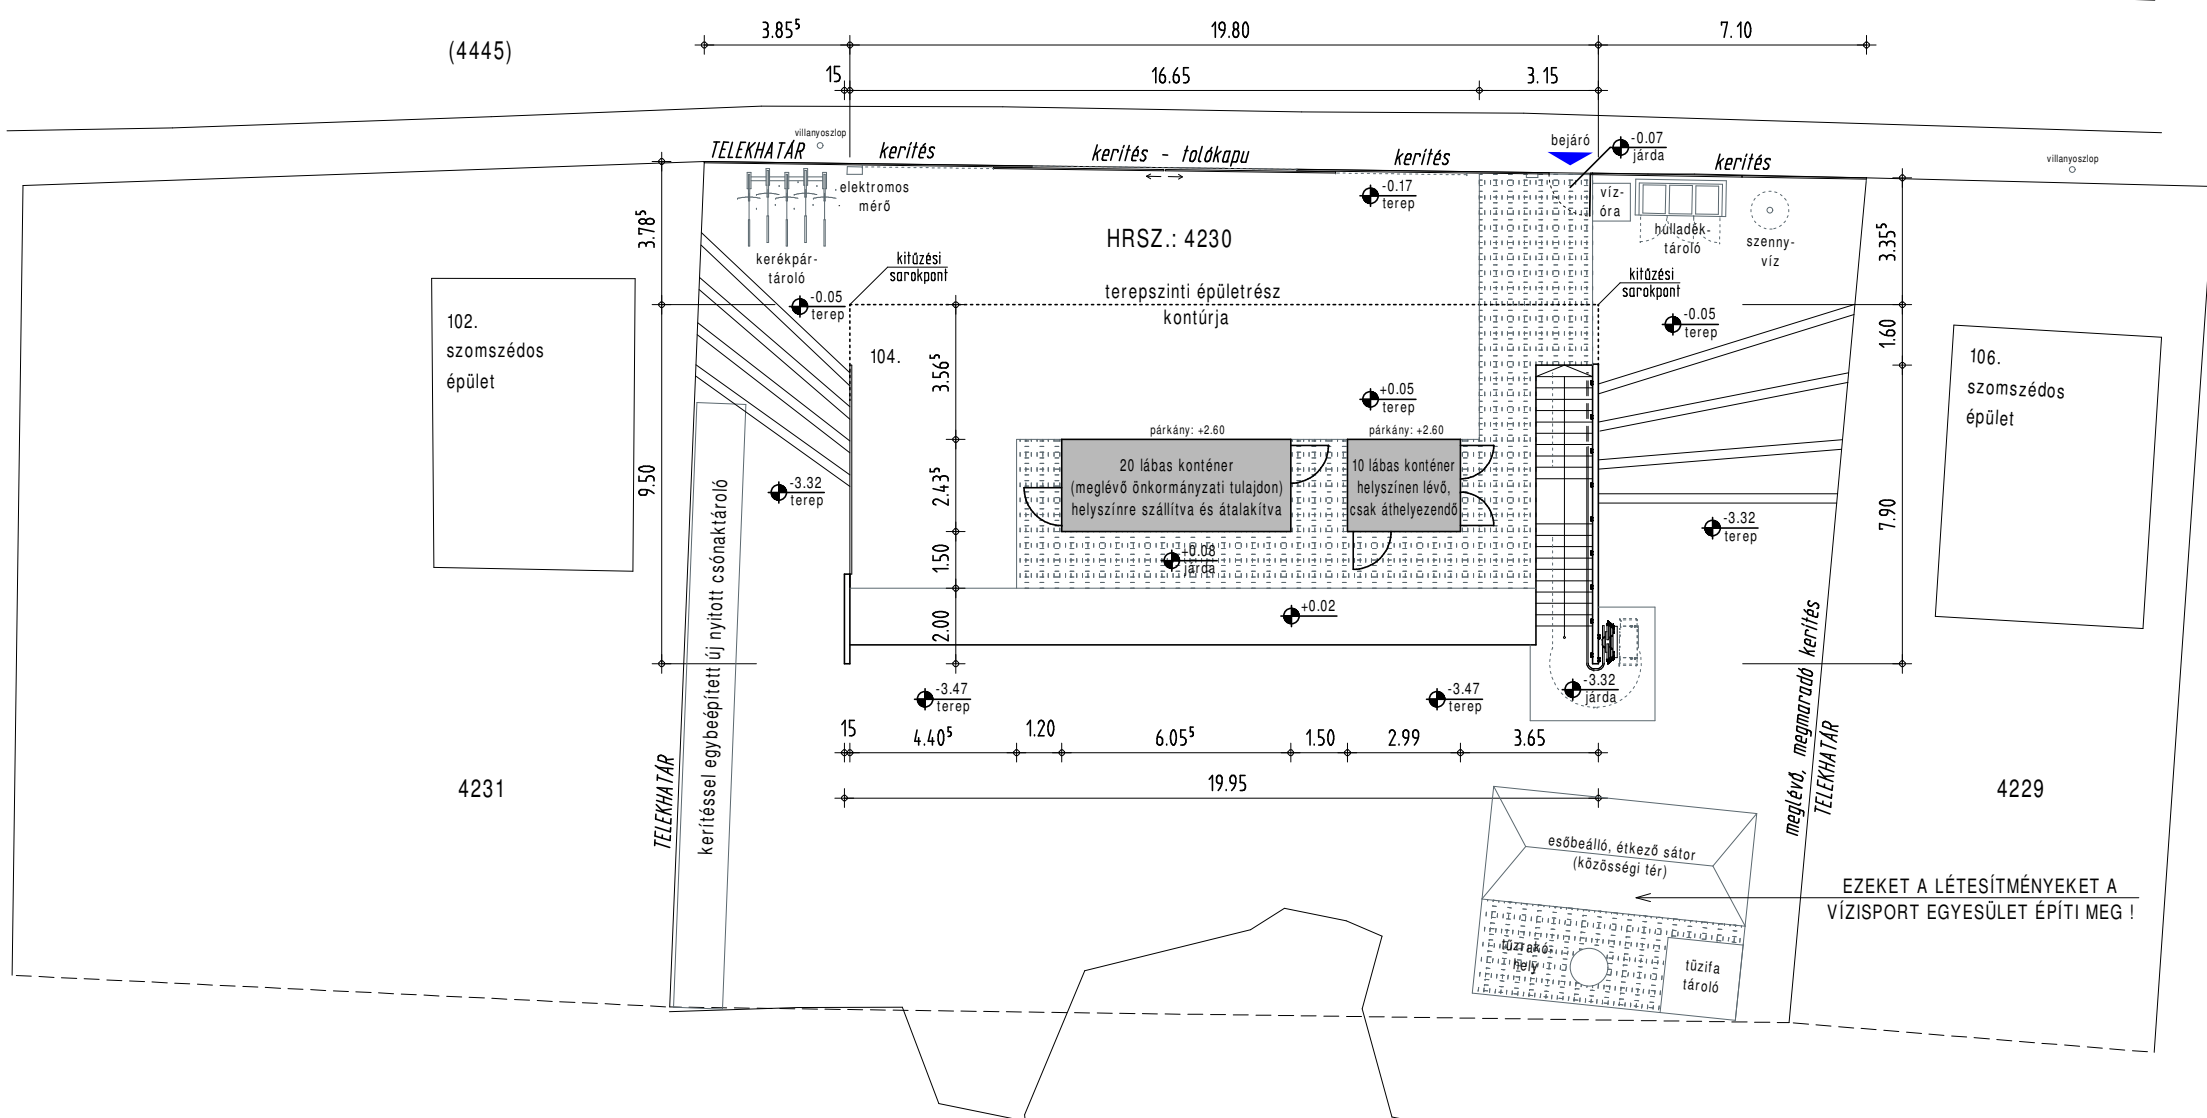 3.85⁵
19.80
7.10
(4445)
15
16.65
3.15
villanyoszlop
bejáró
-0.07
járda
TELEKHATÁR
kerítés
kerítés - tolókapu
kerítés
kerítés
villanyoszlop
elektromos
mérő
-0.17
terep
víz-
óra
hulladék-
tároló
szenny-
víz
3.78⁵
3.35⁵
HRSZ.: 4230
kerékpár-
tároló
kitűzési
sarokpont
kitűzési
sarokpont
-0.05
terep
terepszinti épületrész
kontúrja
-0.05
terep
1.60
102.
szomszédos
épület
104.
3.56⁵
106.
szomszédos
épület
+0.05
terep
párkány: +2.60
párkány: +2.60
9.50
-3.32
terep
2.43⁵
20 lábas konténer
(meglévő önkormányzati tulajdon)
helyszínre szállítva és átalakítva
10 lábas konténer
helyszínen lévő,
csak áthelyezendő
7.90
-3.32
terep
1.50
+0.08
járda
2.00
+0.02
kerítéssel egybeépített új nyitott csónaktároló
-3.47
terep
-3.47
terep
-3.32
járda
meglévő, megmaradó kerítés
TELEKHATÁR
15
4.40⁵
1.20
6.05⁵
1.50
2.99
3.65
19.95
TELEKHATÁR
4231
4229
esőbeálló, étkező sátor
(közösségi tér)
EZEKET A LÉTESÍTMÉNYEKET A
VÍZISPORT EGYESÜLET ÉPÍTI MEG !
tűzrakó-
hely
tűzifa
tároló